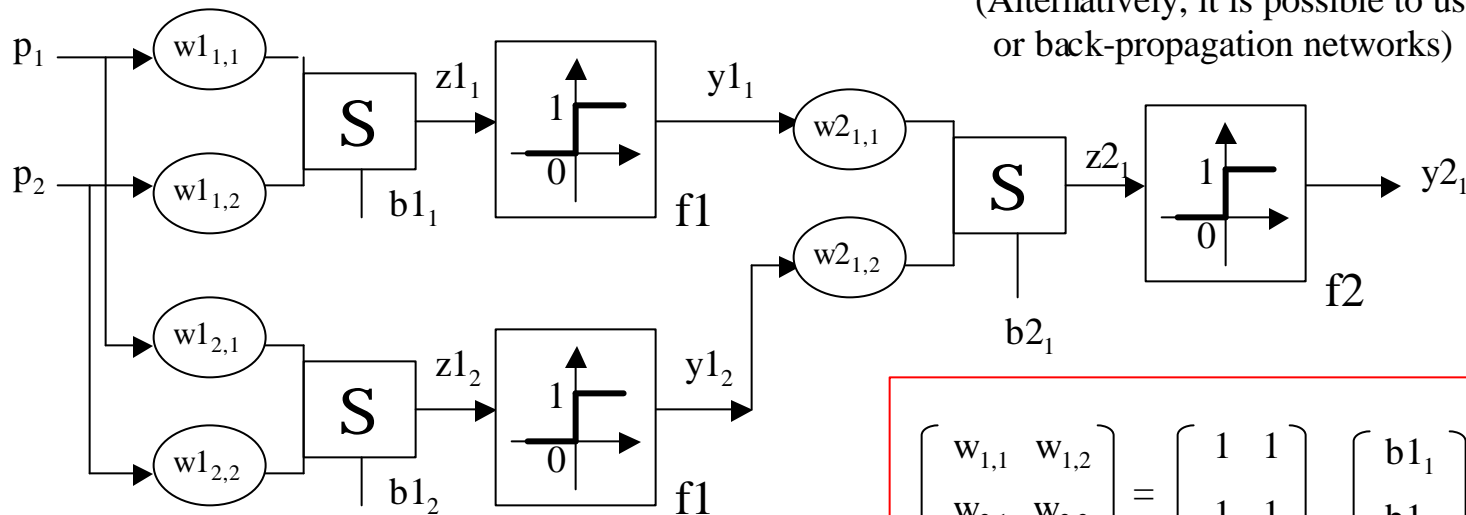 (Alternatively, it is possible to us
or back-propagation networks)
p₁
w1₁,₁
S
z1₁
1
0
f1
y1₁
p₂
w1₁,₂
b1₁
w2₁,₁
S
z2₁
1
0
f2
y2₁
w2₁,₂
b2₁
w1₂,₁
S
z1₂
1
0
f1
y1₂
w1₂,₂
b1₂
w₁,₁ w₁,₂ = 1 1 b1₁
1 1